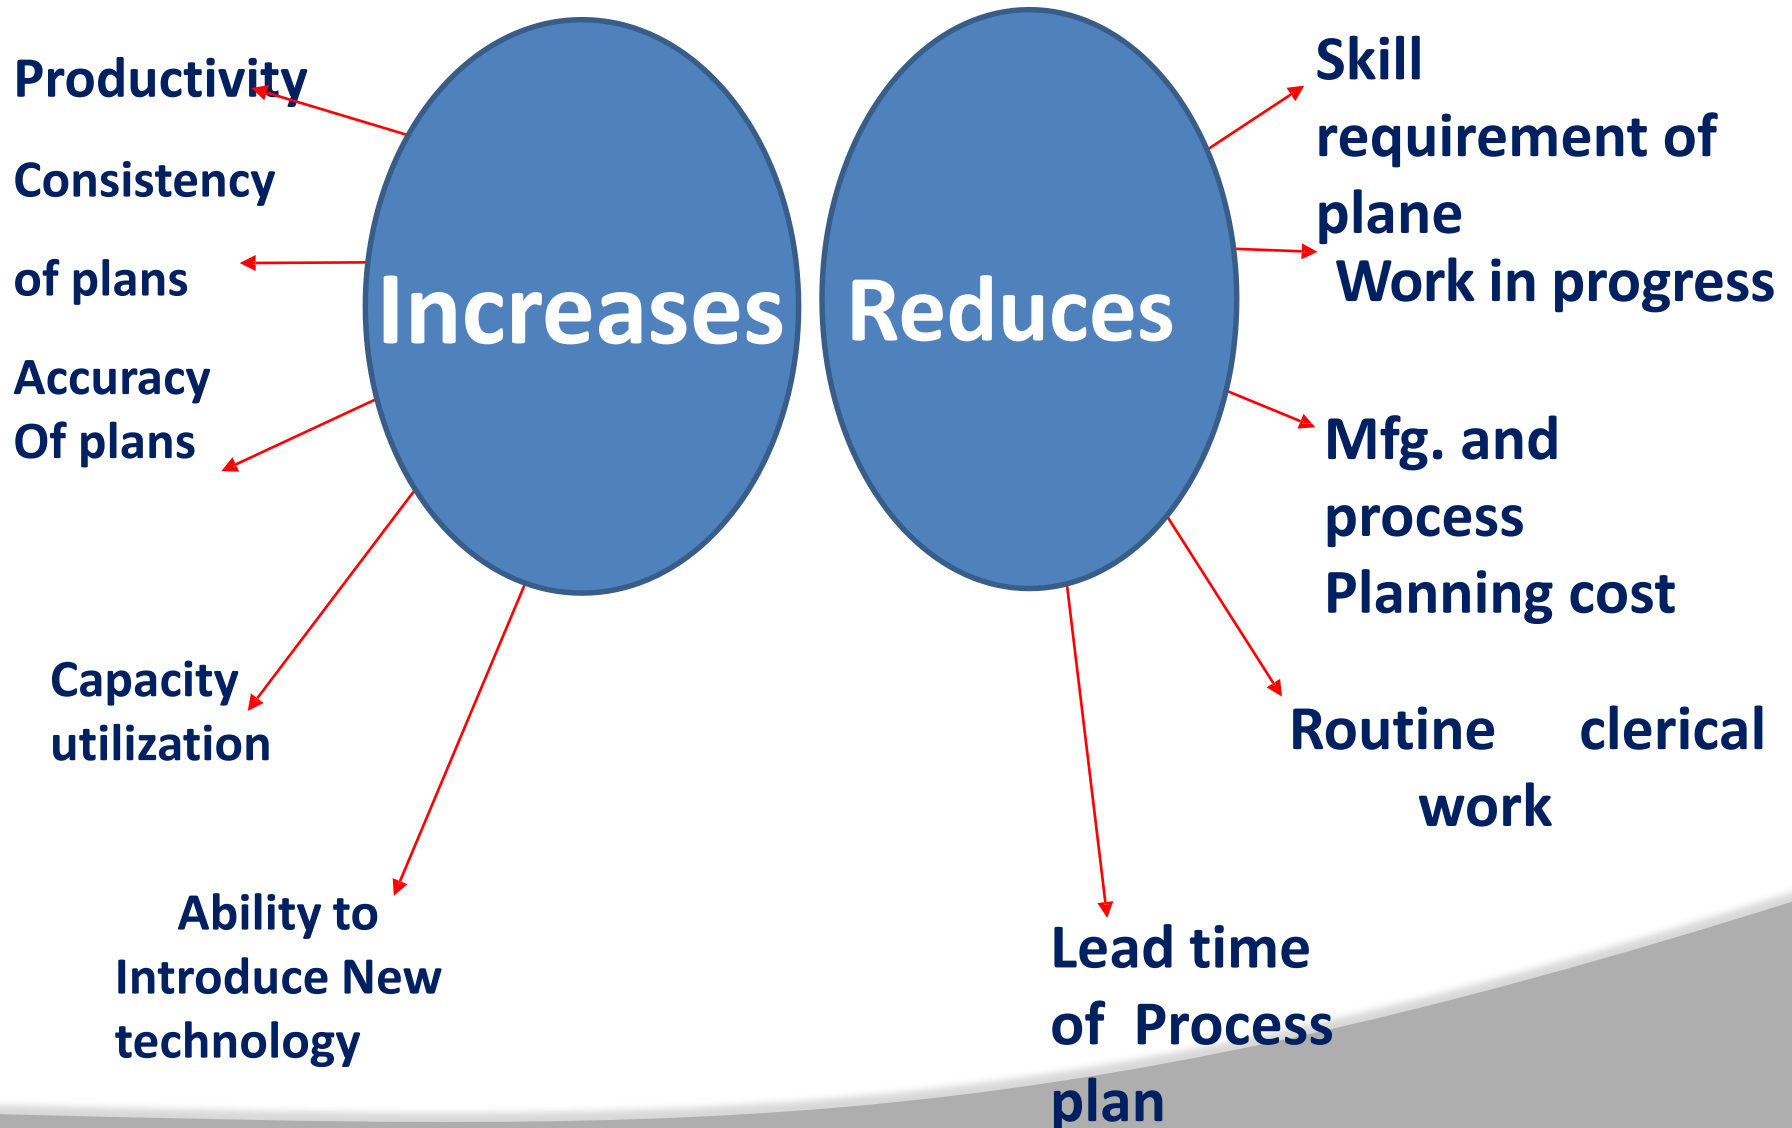 Productivity
Consistency
of plans
Accuracy
Of plans
Capacity
utilization
Ability to
Introduce New
technology
Increases
Reduces
Skill
requirement of
plane
Work in progress
Mfg. and
process
Planning cost
Routine clerical
work
Lead time
of Process
plan